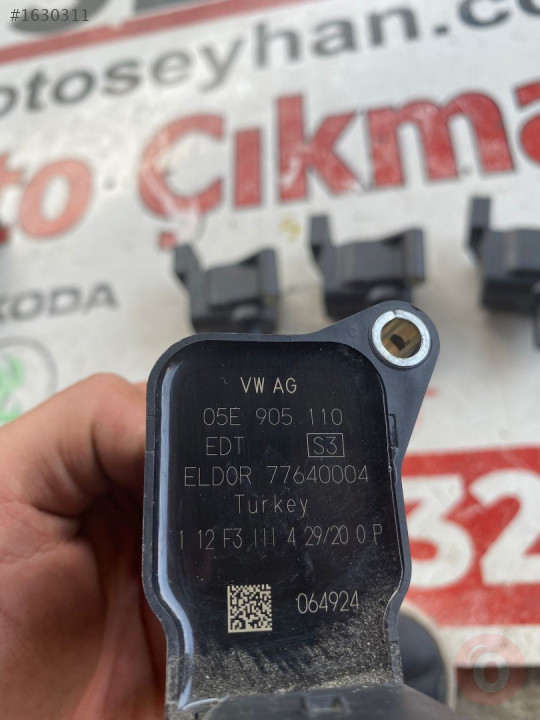 #1630311
otoseyhan.
to Çıkma
KODA
32
VW AG
05E 905 110
EDT S3
ELDOR 77640004
Turkey
1 12 F3 III 4 29/20 0 P
064924